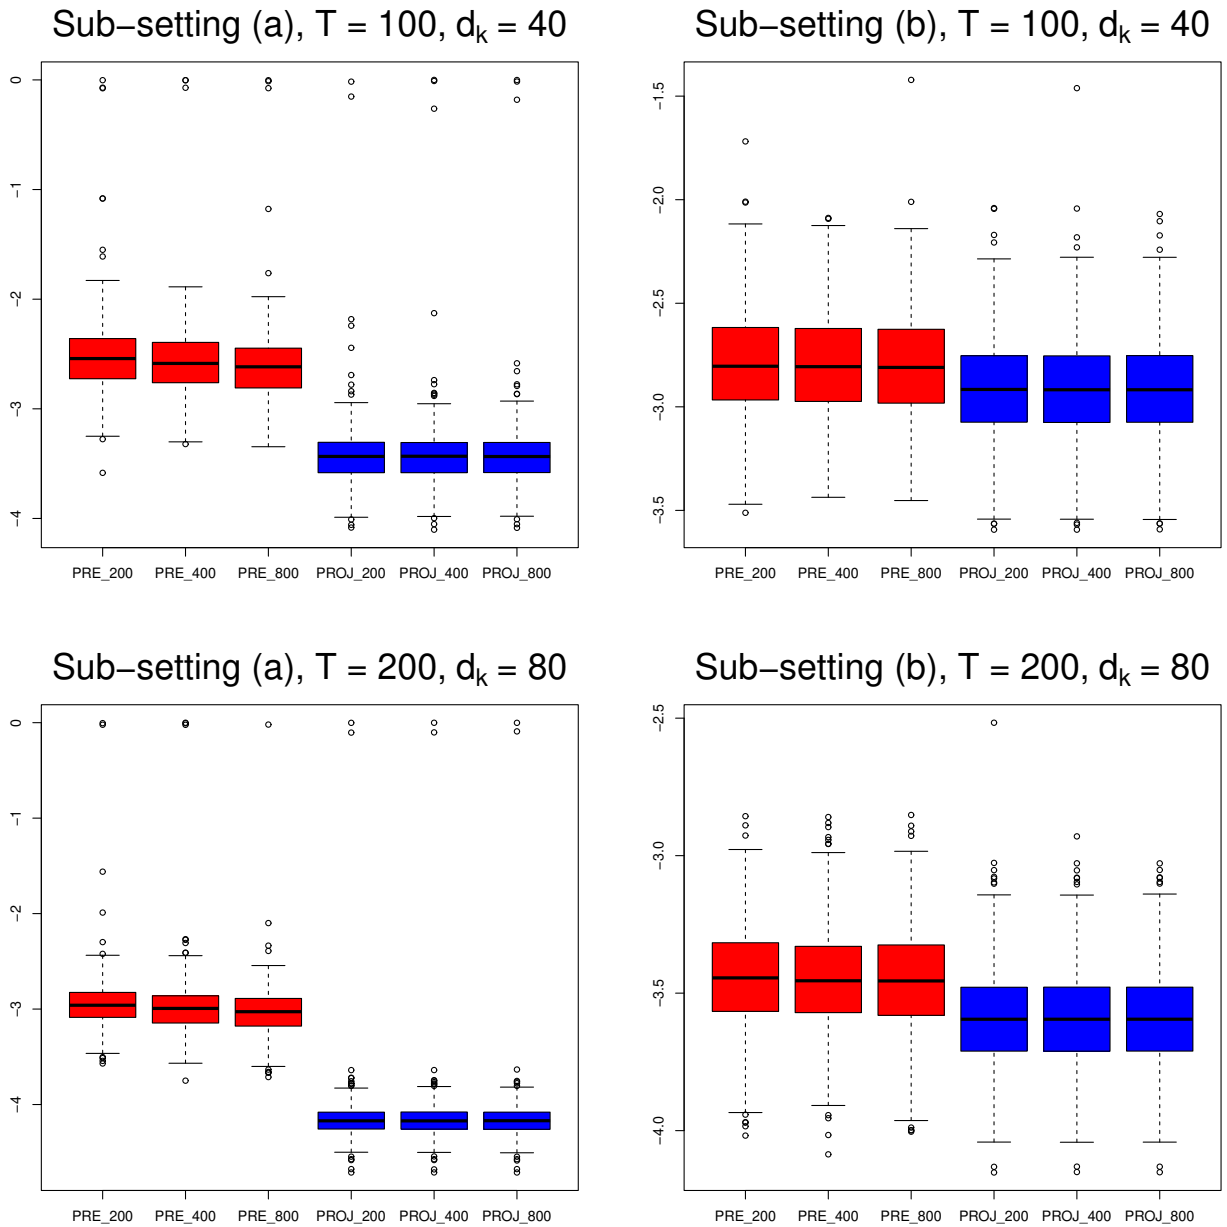 Sub−setting (a), T = 100, dk = 40
0
−1
−2
−3
−4
PRE_200 PRE_400 PRE_800 PROJ_200 PROJ_400 PROJ_800
Sub−setting (b), T = 100, dk = 40
−1.5
−2.0
−2.5
−3.0
−3.5
PRE_200 PRE_400 PRE_800 PROJ_200 PROJ_400 PROJ_800
Sub−setting (a), T = 200, dk = 80
0
−1
−2
−3
−4
PRE_200 PRE_400 PRE_800 PROJ_200 PROJ_400 PROJ_800
Sub−setting (b), T = 200, dk = 80
−2.5
−3.0
−3.5
−4.0
PRE_200 PRE_400 PRE_800 PROJ_200 PROJ_400 PROJ_800